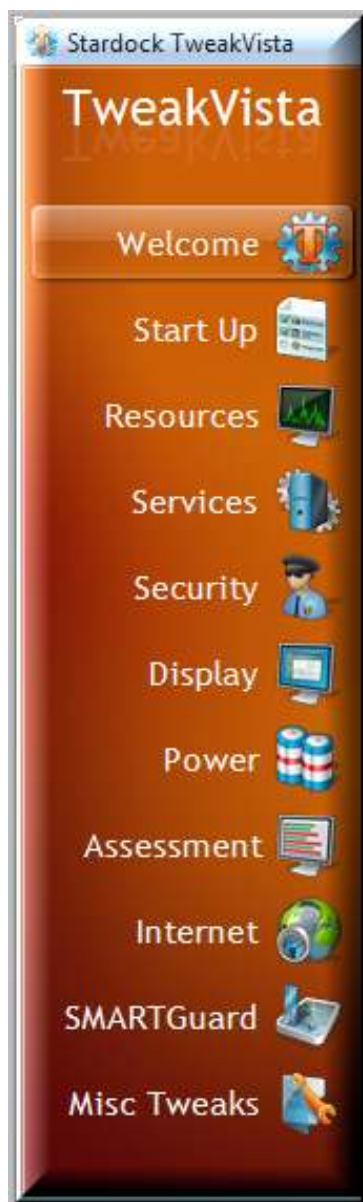 Stardock TweakVista
TweakVista
Welcome
Start Up
Resources
Services
Security
Display
Power
Assessment
Internet
SMARTGuard
Misc Tweaks